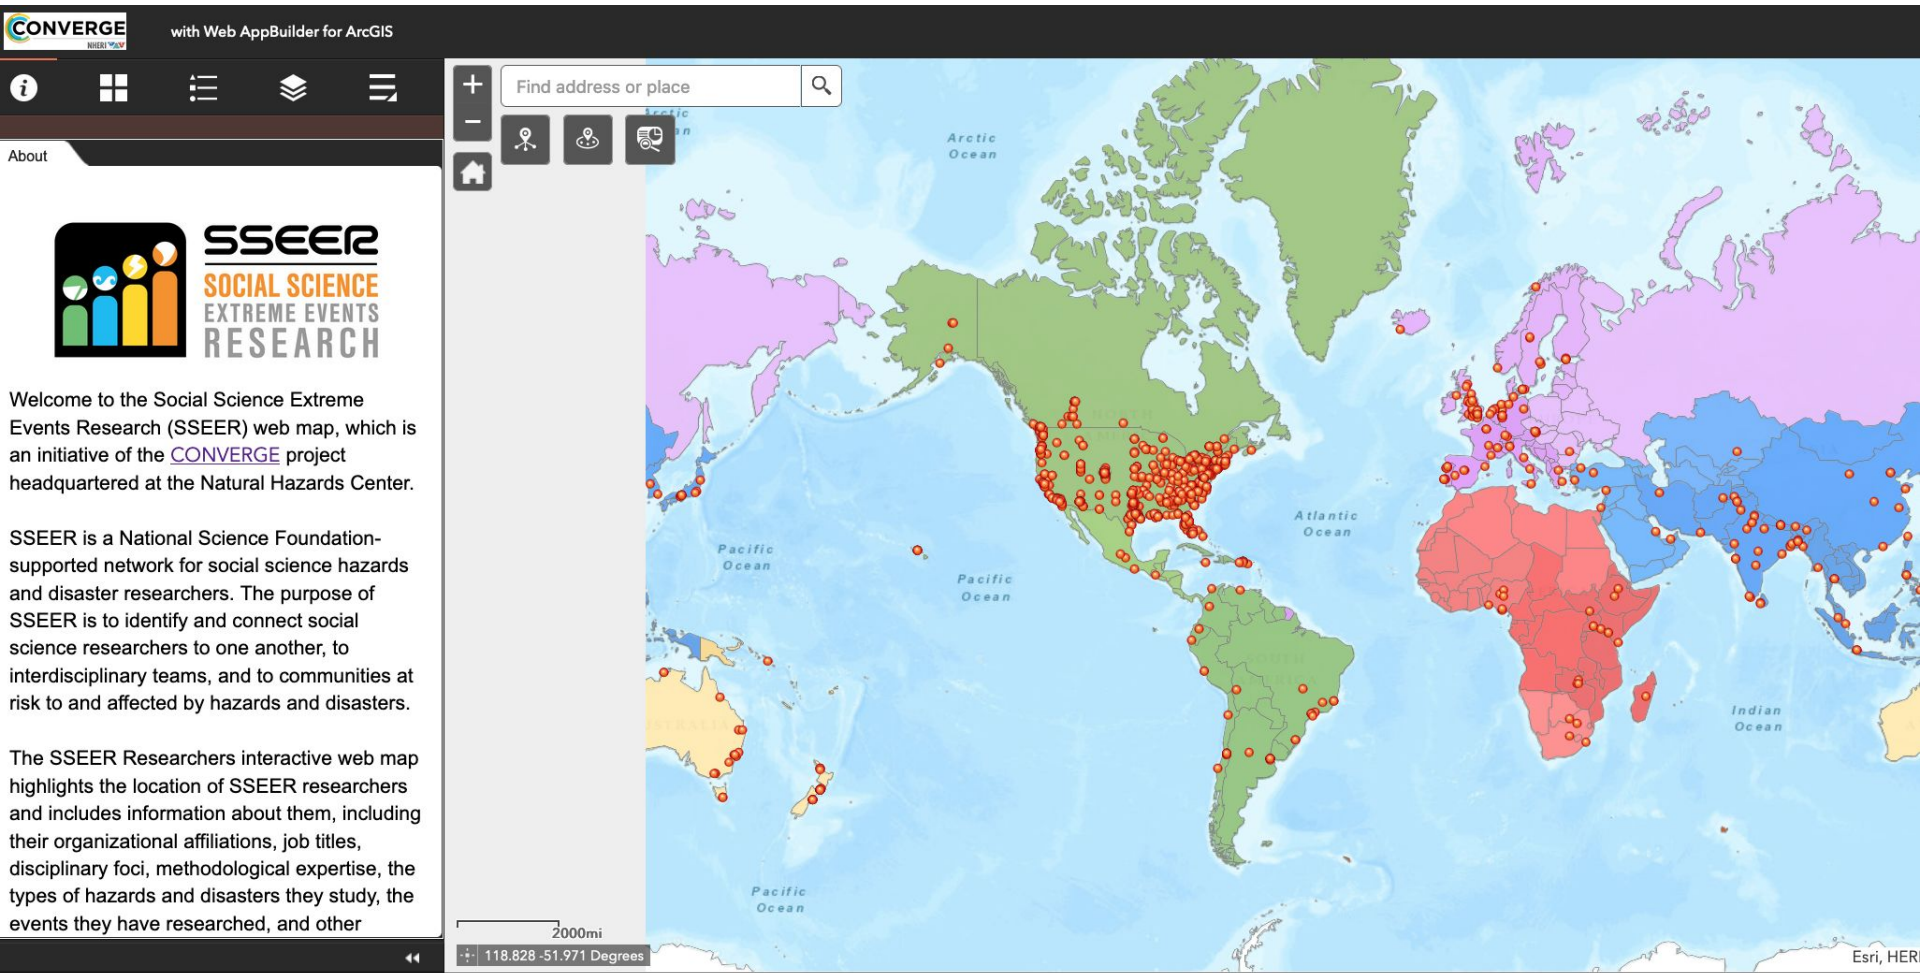 CONVERGE
NHERI
with Web AppBuilder for ArcGIS
Find address or place
About
SSEER
SOCIAL SCIENCE
EXTREME EVENTS
RESEARCH
Welcome to the Social Science Extreme
Events Research (SSEER) web map, which is
an initiative of the CONVERGE project
headquartered at the Natural Hazards Center.
SSEER is a National Science Foundation-
supported network for social science hazards
and disaster researchers. The purpose of
SSEER is to identify and connect social
science researchers to one another, to
interdisciplinary teams, and to communities at
risk to and affected by hazards and disasters.
The SSEER Researchers interactive web map
highlights the location of SSEER researchers
and includes information about them, including
their organizational affiliations, job titles,
disciplinary foci, methodological expertise, the
types of hazards and disasters they study, the
events they have researched, and other
Arctic
Ocean
Atlantic
Ocean
Pacific
Ocean
Pacific
Ocean
Indian
Ocean
Pacific
Ocean
NORTH
SOUTH
AMERICA
2000mi
118.828 -51.971 Degrees
Esri, HER